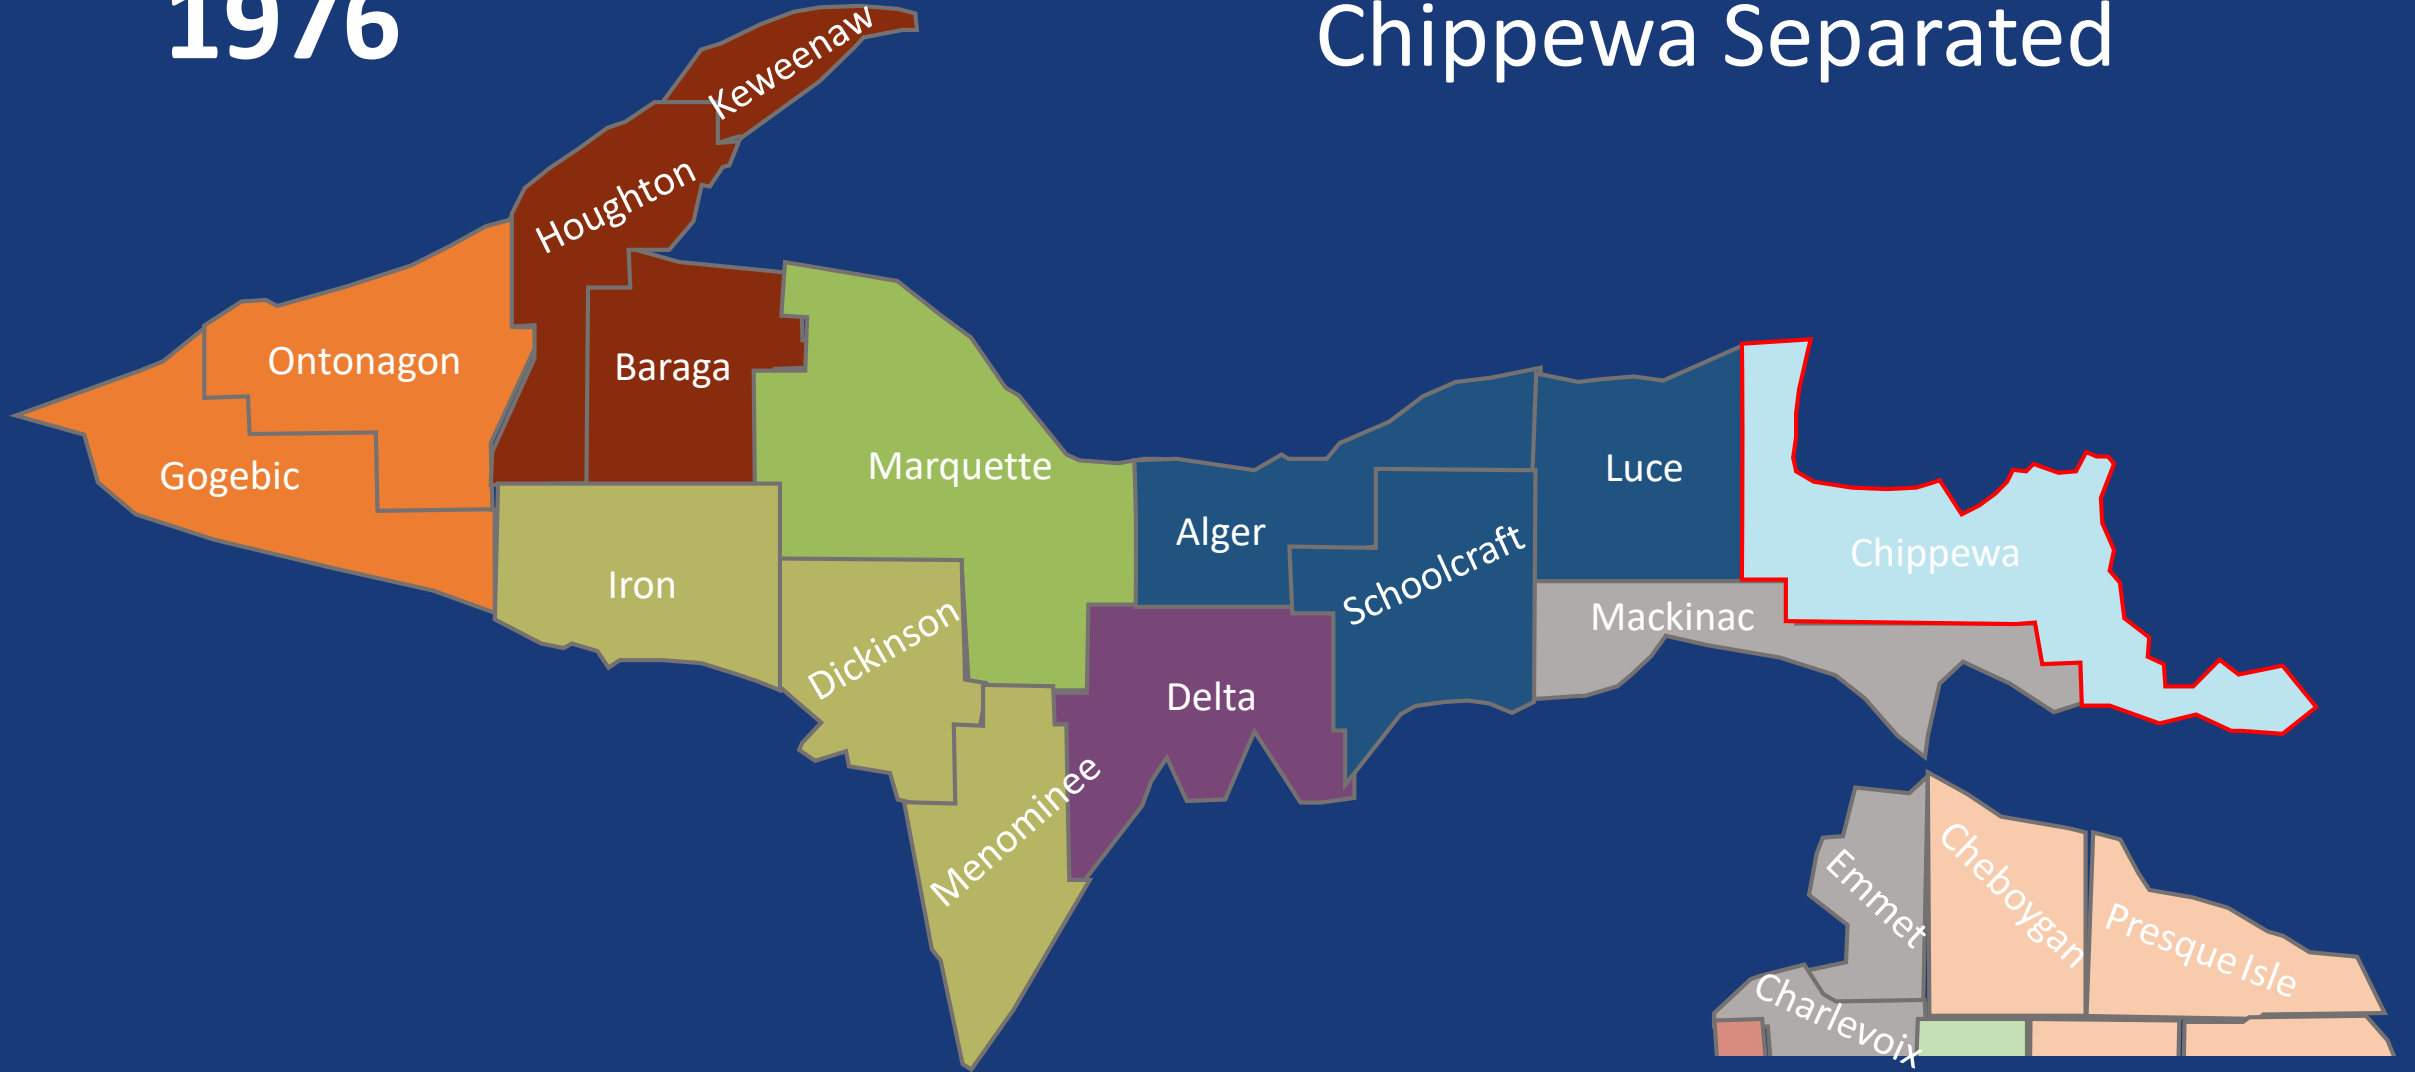 1976
Chippewa Separated
Keweenaw
Houghton
Ontonagon
Baraga
Gogebic
Marquette
Luce
Alger
Chippewa
Schoolcraft
Iron
Mackinac
Dickinson
Delta
Menominee
Emmet
Cheboygan
Presque Isle
Charlevoix